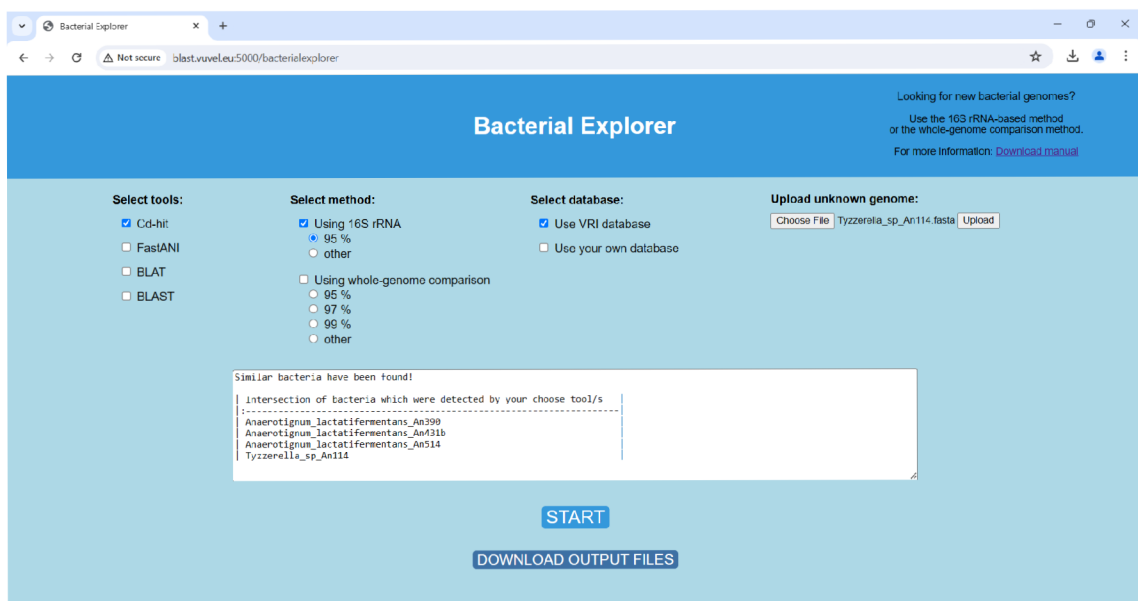 Bacterial Explorer
Not secure blast.vuvel.eu:5000/bacterialexplorer
Bacterial Explorer
Looking for new bacterial genomes?
Use the 16S rRNA-based method
or the whole-genome comparison method.
For more information: Download manual
Select tools:
Cd-hit
FastANI
BLAT
BLAST
Select method:
Using 16S rRNA
95 %
other
Using whole-genome comparison
95 %
97 %
99 %
other
Select database:
Use VRI database
Use your own database
Upload unknown genome:
Choose File Tyzzerella_sp_An114.fasta Upload
Similar bacteria have been found!
| Intersection of bacteria which were detected by your choose tool/s |
|:---------------------------------------------------------------------|
| Anaerotignum_lactatifermentans_An390 |
| Anaerotignum_lactatifermentans_An431b |
| Anaerotignum_lactatifermentans_An514 |
| Tyzzerella_sp_An114 |
START
DOWNLOAD OUTPUT FILES